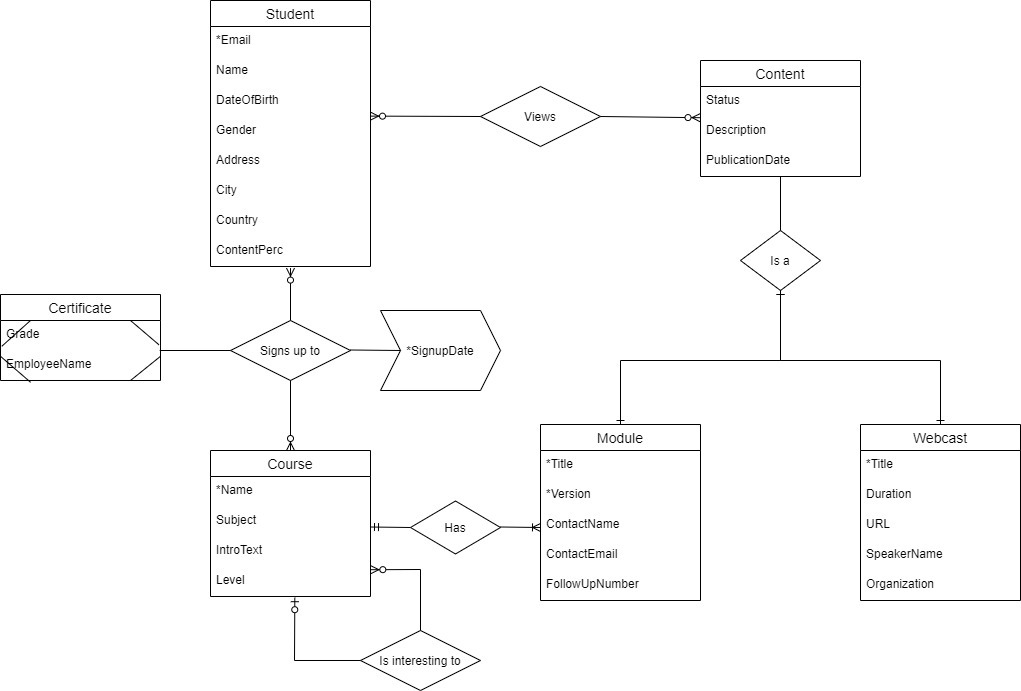 Student
*Email
Name
DateOfBirth
Gender
Address
City
Country
ContentPerc
Views
Content
Status
Description
PublicationDate
Is a
Certificate
Grade
EmployeeName
Signs up to
*SignupDate
Course
*Name
Subject
IntroText
Level
Has
Is interesting to
Module
*Title
*Version
ContactName
ContactEmail
FollowUpNumber
Webcast
*Title
Duration
URL
SpeakerName
Organization